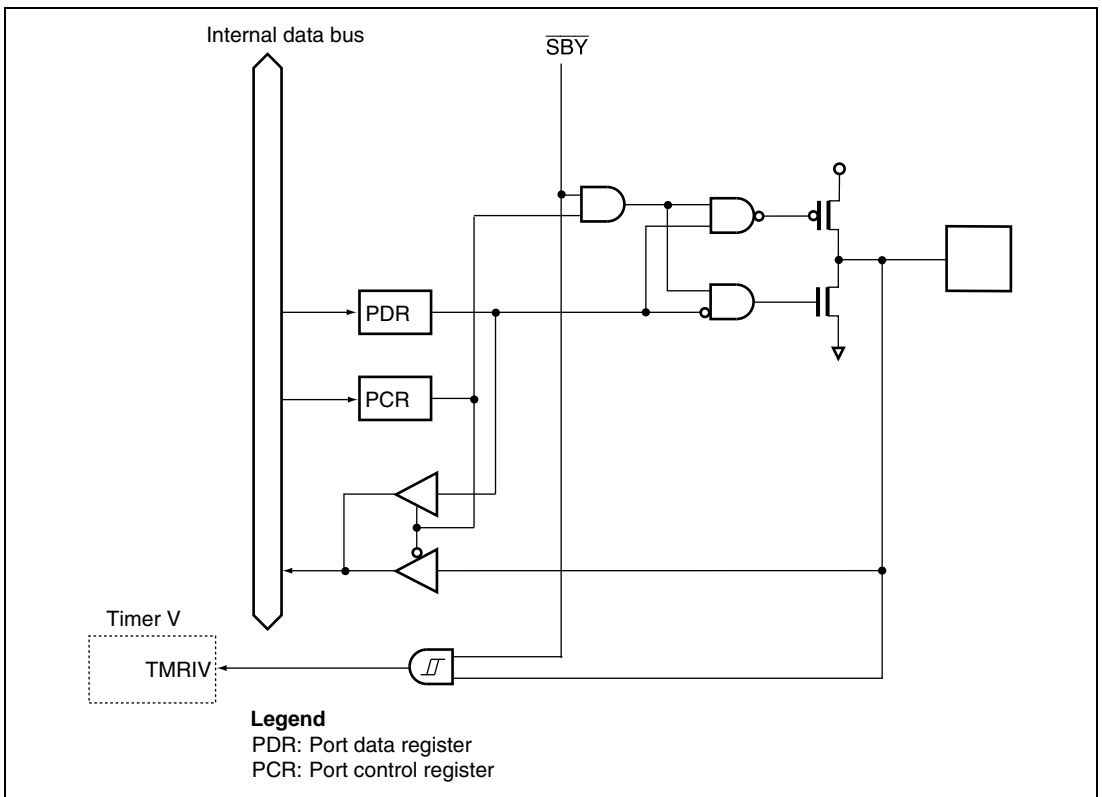 Internal data bus
SBY
PDR
PCR
Timer V
TMRIV
Legend
PDR: Port data register
PCR: Port control register